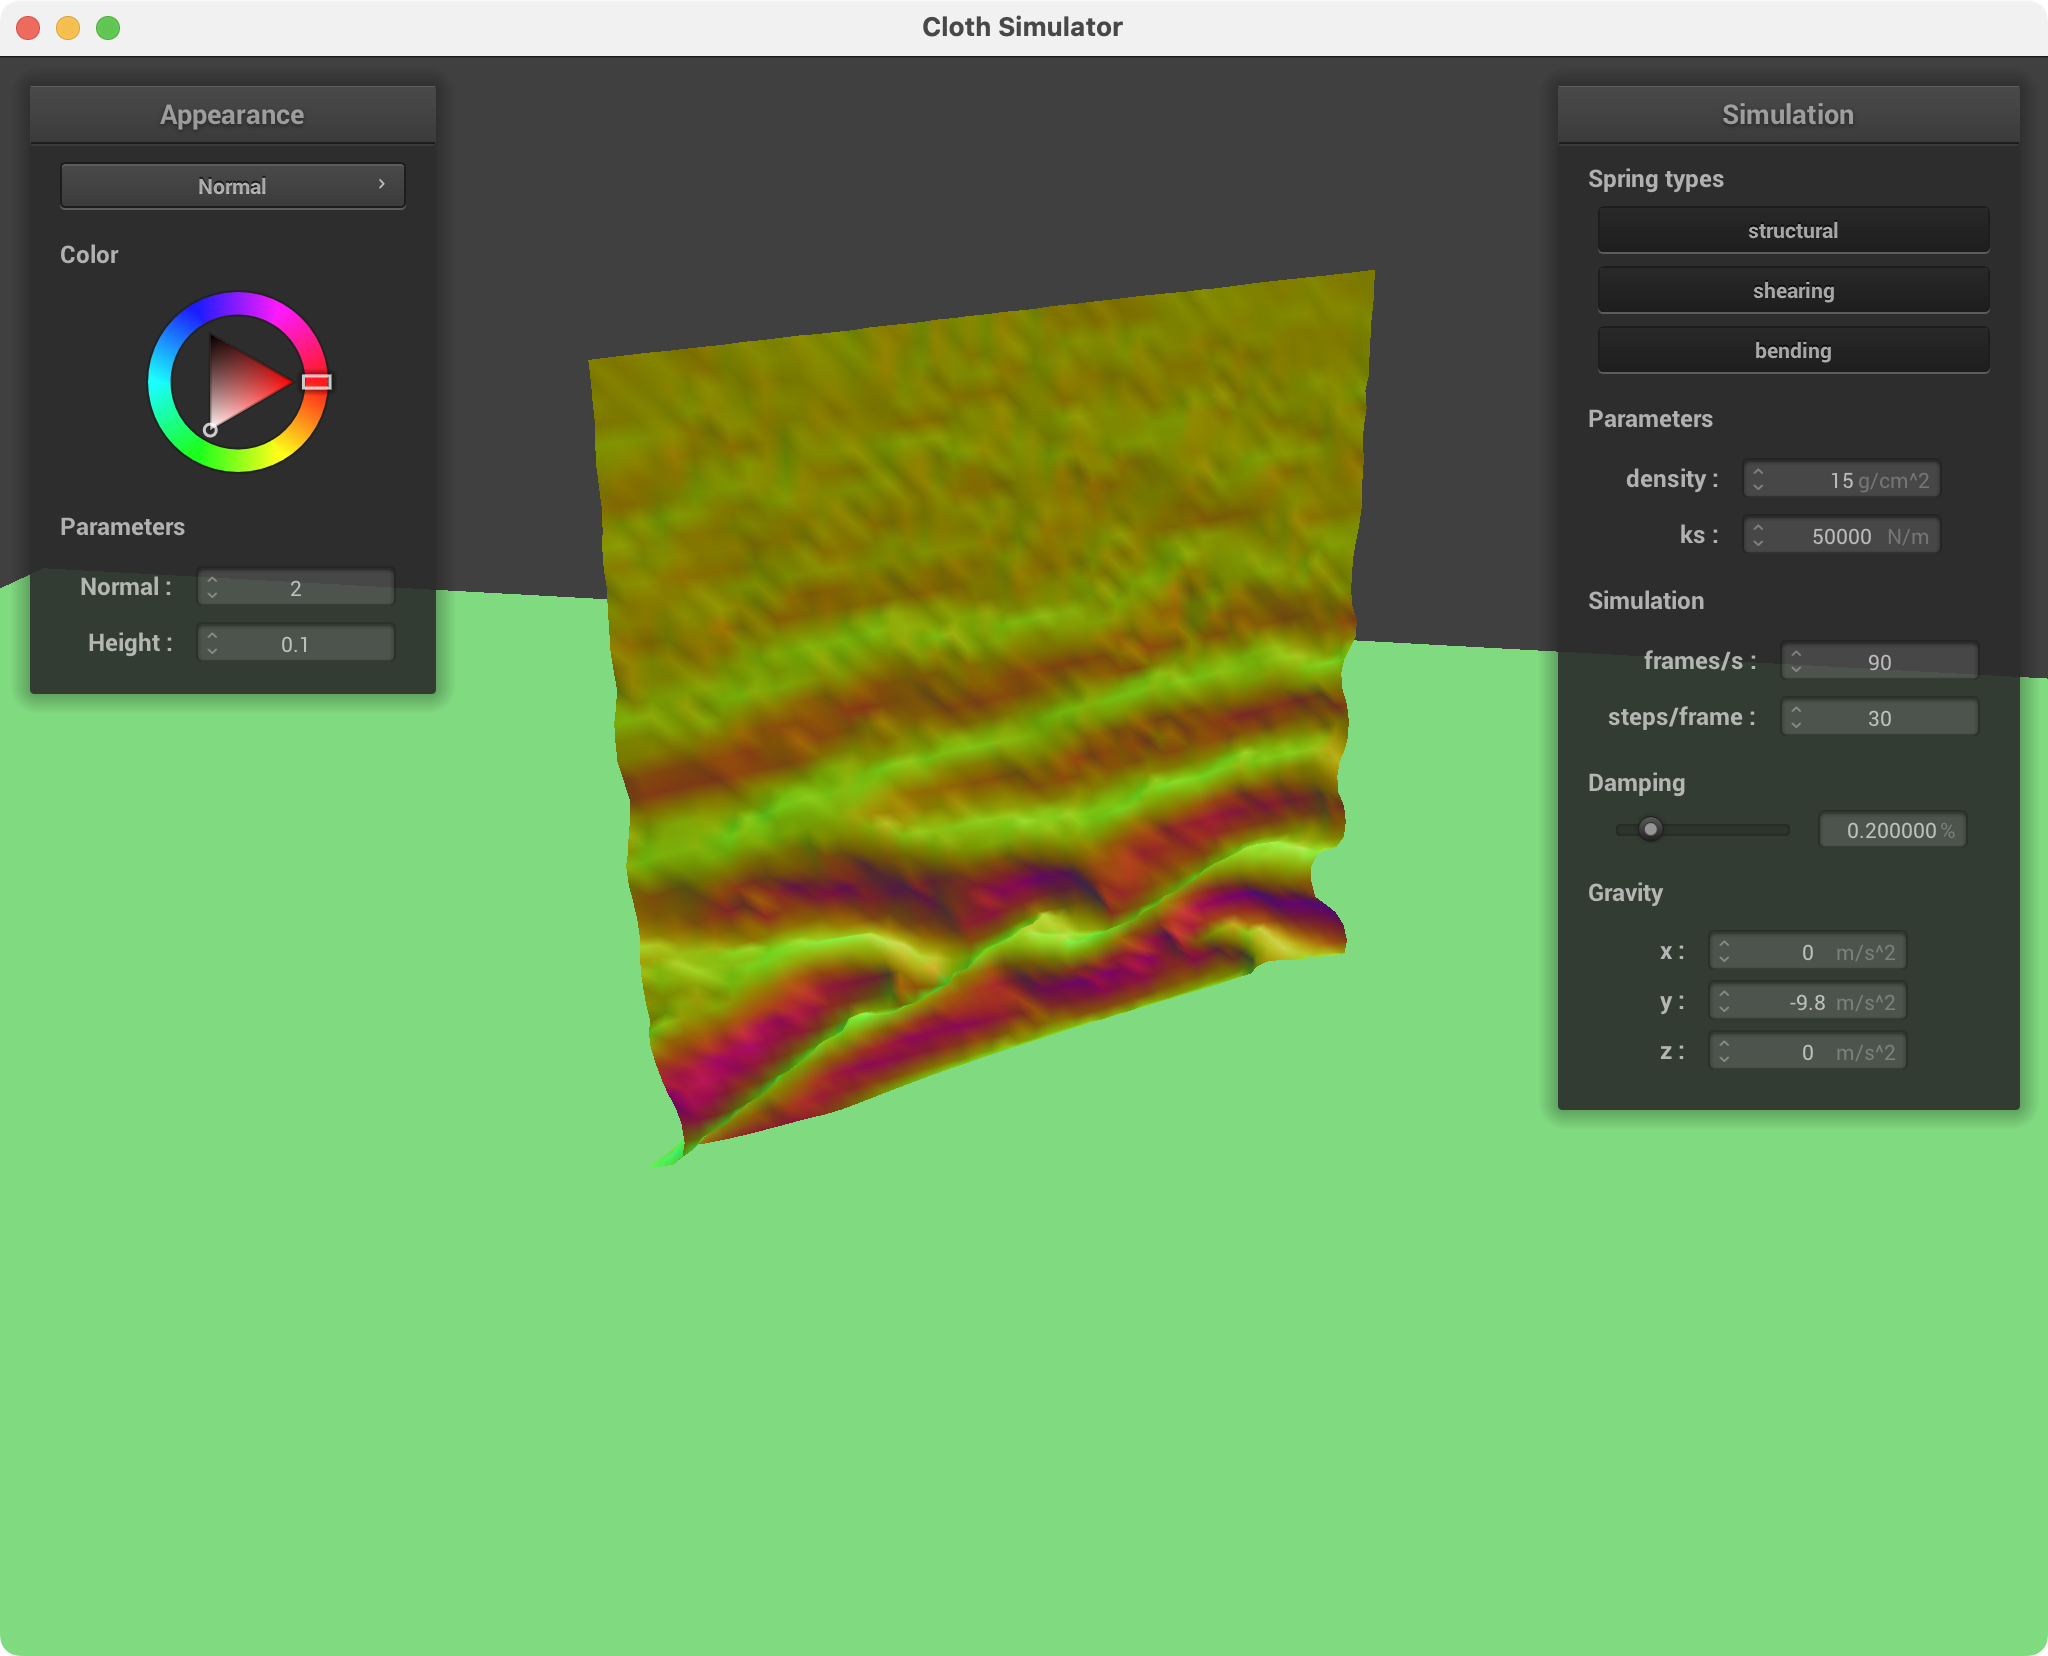 Cloth Simulator
Appearance
Normal
Color
Parameters
Normal : 2
Height : 0.1
Simulation
Spring types
structural
shearing
bending
Parameters
density : 15 g/cm^2
ks : 50000 N/m
Simulation
frames/s : 90
steps/frame : 30
Damping
0.200000 %
Gravity
x : 0 m/s^2
y : -9.8 m/s^2
z : 0 m/s^2